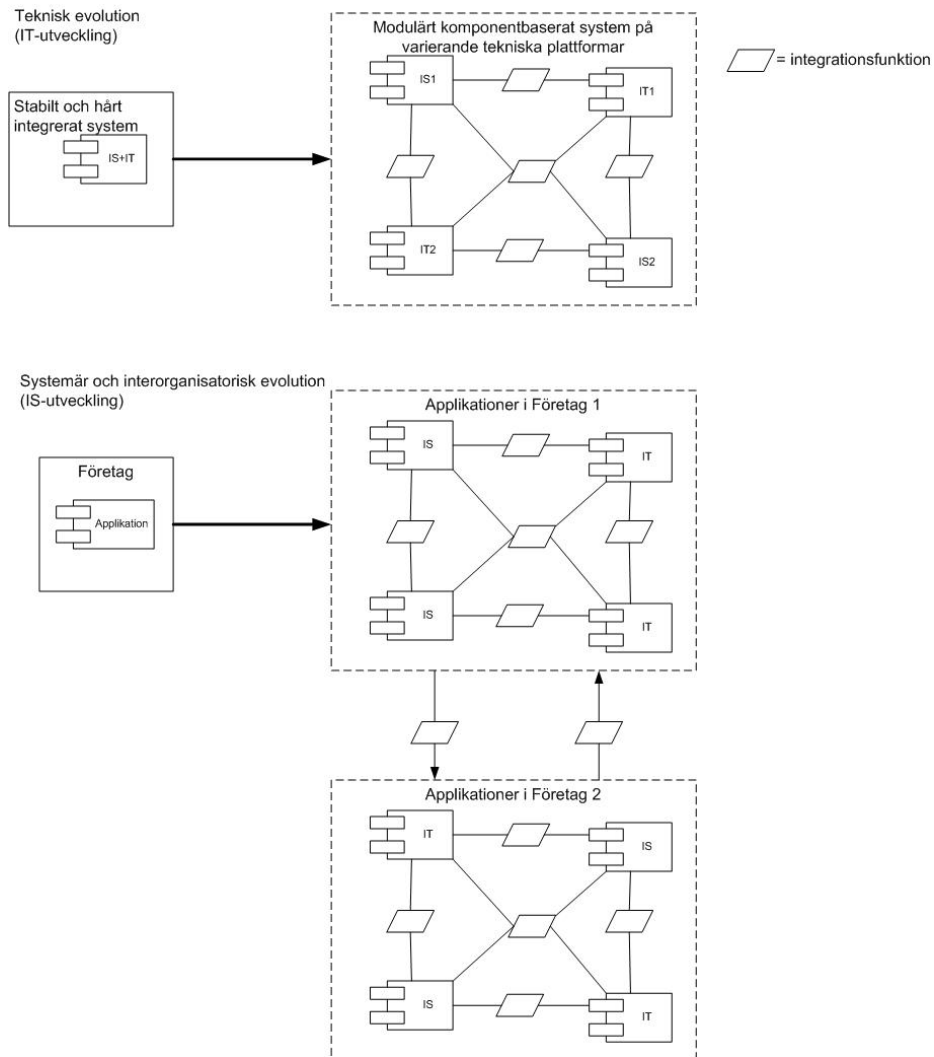 Teknisk evolution
(IT-utveckling)
Stabilt och hårt
integrerat system
IS+IT
Modulärt komponentbaserat system på
varierande tekniska plattformar
IS1
IT1
IT2
IS2
= integrationsfunktion
Systemär och interorganisatorisk evolution
(IS-utveckling)
Företag
Applikation
Applikationer i Företag 1
IS
IT
IS
IT
Applikationer i Företag 2
IT
IS
IS
IT